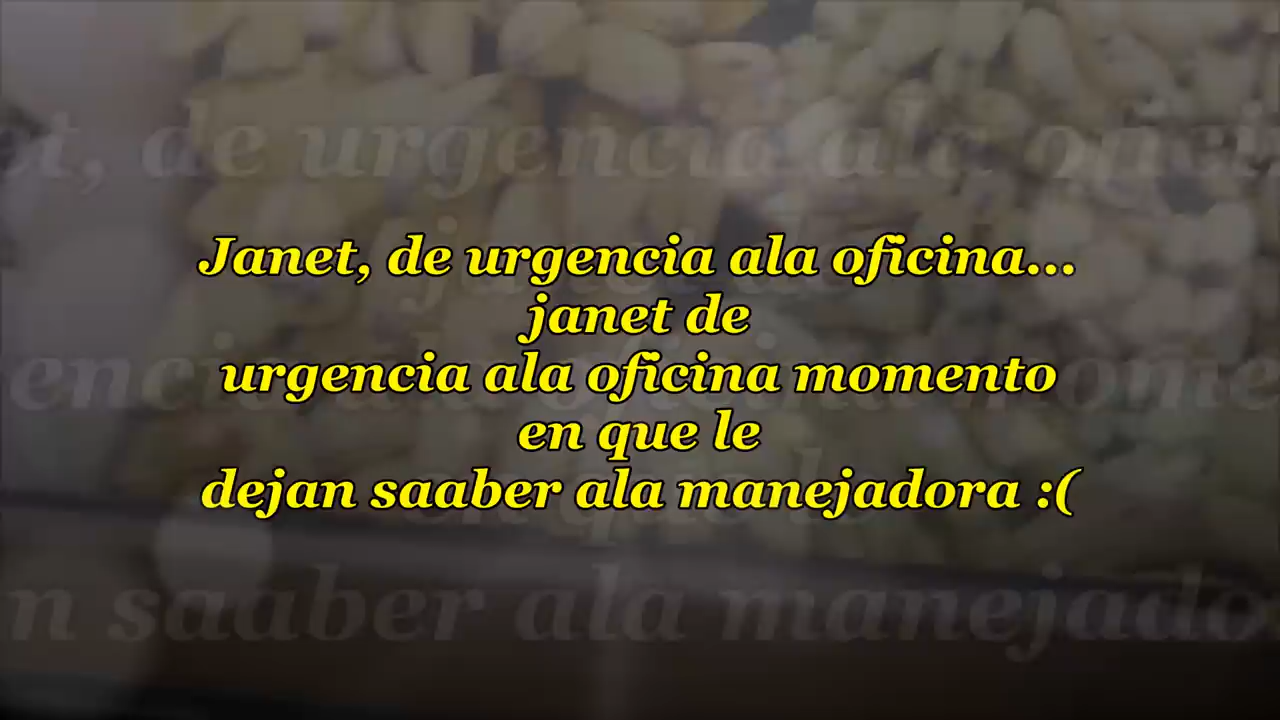 Janet, de urgencia ala oficina...
janet de
urgencia ala oficina momento
en que le
dejan saaber ala manejadora :(